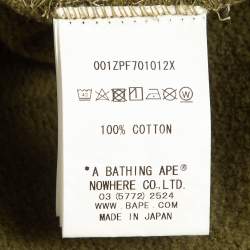 001ZPF701012X
100% COTTON
"A BATHING APE®
NOWHERE CO.,LTD.
03 (5772) 2524
WWW.BAPE.COM
MADE IN JAPAN